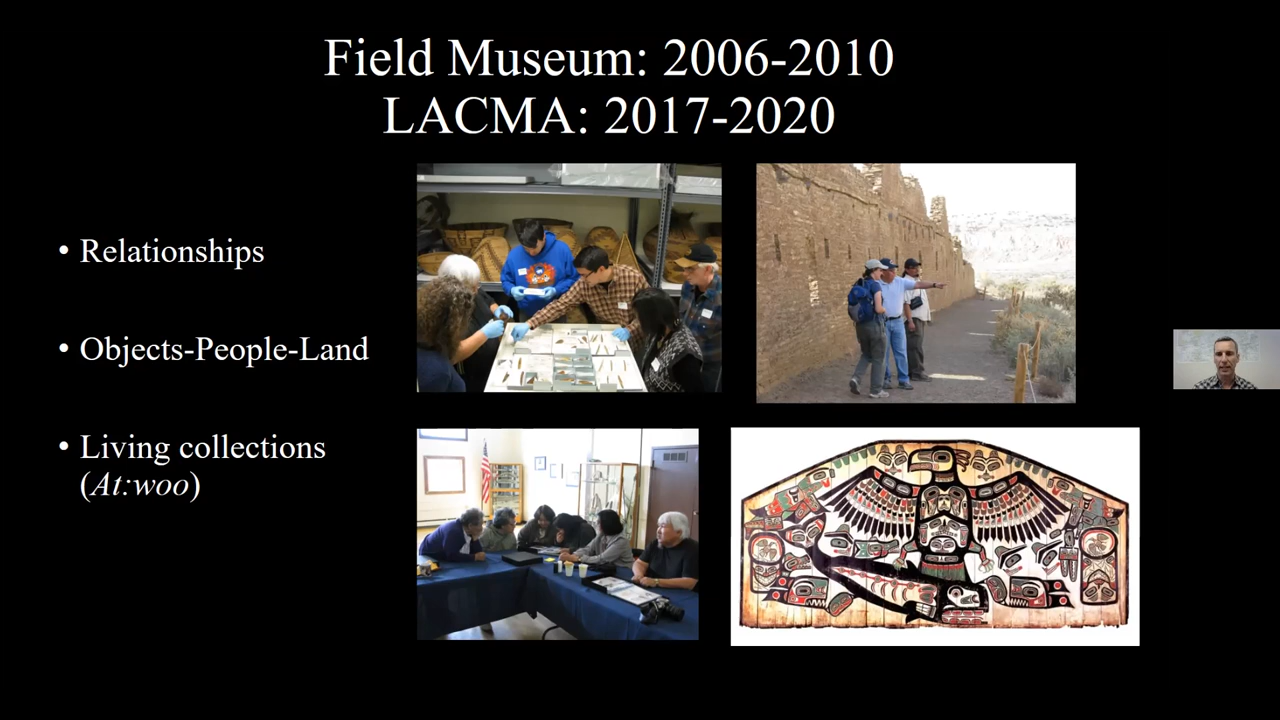 Field Museum: 2006-2010
LACMA: 2017-2020
• Relationships
• Objects-People-Land
• Living collections
(At:woo)